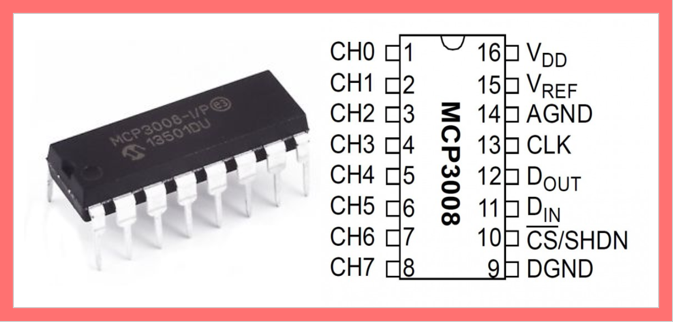 MCP3008-I/P e3
13501DU
CH0 1 16 VDD
CH1 2 15 VREF
CH2 3 14 AGND
CH3 4 13 CLK
CH4 5 12 DOUT
CH5 6 11 DIN
CH6 7 10 CS/SHDN
CH7 8 9 DGND
MCP3008